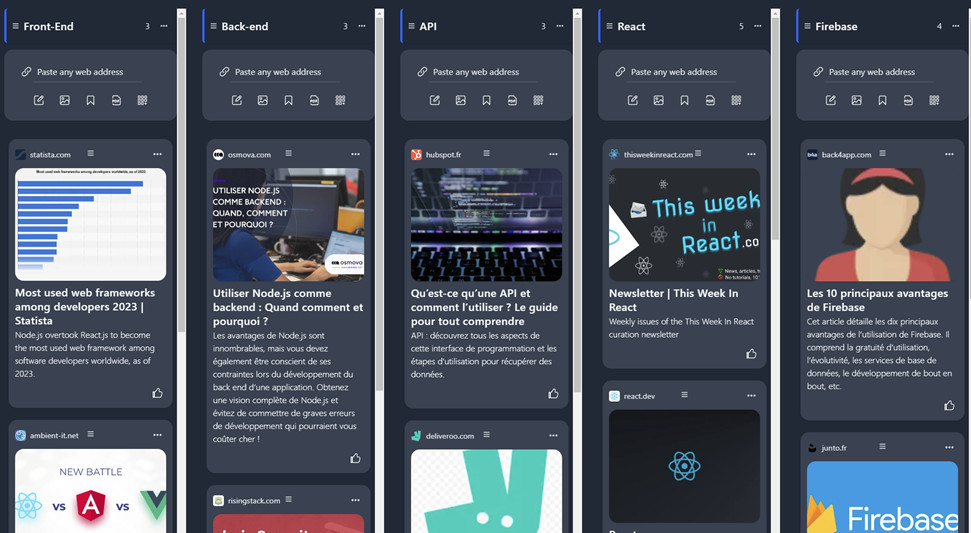 Front-End 3
Paste any web address
PDF
statista.com
Most used web frameworks among developers worldwide, as of 2023
Most used web frameworks
among developers 2023 |
Statista
Node.js overtook React.js to become
the most used web framework among
software developers worldwide, as of
2023.
ambient-it.net
NEW BATTLE
VS
VS
Back-end 3
Paste any web address
PDF
osmova.com
UTILISER NODE.JS
COMME BACKEND :
QUAND, COMMENT
ET POURQUOI ?
osmova
Utiliser Node.js comme
backend : Quand comment et
pourquoi ?
Les avantages de Node.js sont
innombrables, mais vous devez
également être conscient de ses
contraintes lors du développement du
back end d'une application. Obtenez
une vision complète de Node.js et
évitez de commettre de graves erreurs
de développement qui pourraient vous
coûter cher !
risingstack.com
API 3
Paste any web address
PDF
hubspot.fr
Qu'est-ce qu'une API et
comment l'utiliser ? Le guide
pour tout comprendre
API : découvrez tous les aspects de
cette interface de programmation et les
étapes d'utilisation pour récupérer des
données.
deliveroo.com
React 5
Paste any web address
PDF
thisweekinreact.com
This week
in
React.co
News, articles, t
No tutorials, 10
Newsletter | This Week In
React
Weekly issues of the This Week In React
curation newsletter
react.dev
Firebase 4
Paste any web address
PDF
b4a
back4app.com
Les 10 principaux avantages
de Firebase
Cet article détaille les dix principaux
avantages de l'utilisation de Firebase. Il
comprend la gratuité d'utilisation,
l'évolutivité, les services de base de
données, le développement de bout en
bout, etc.
junto.fr
Firebase